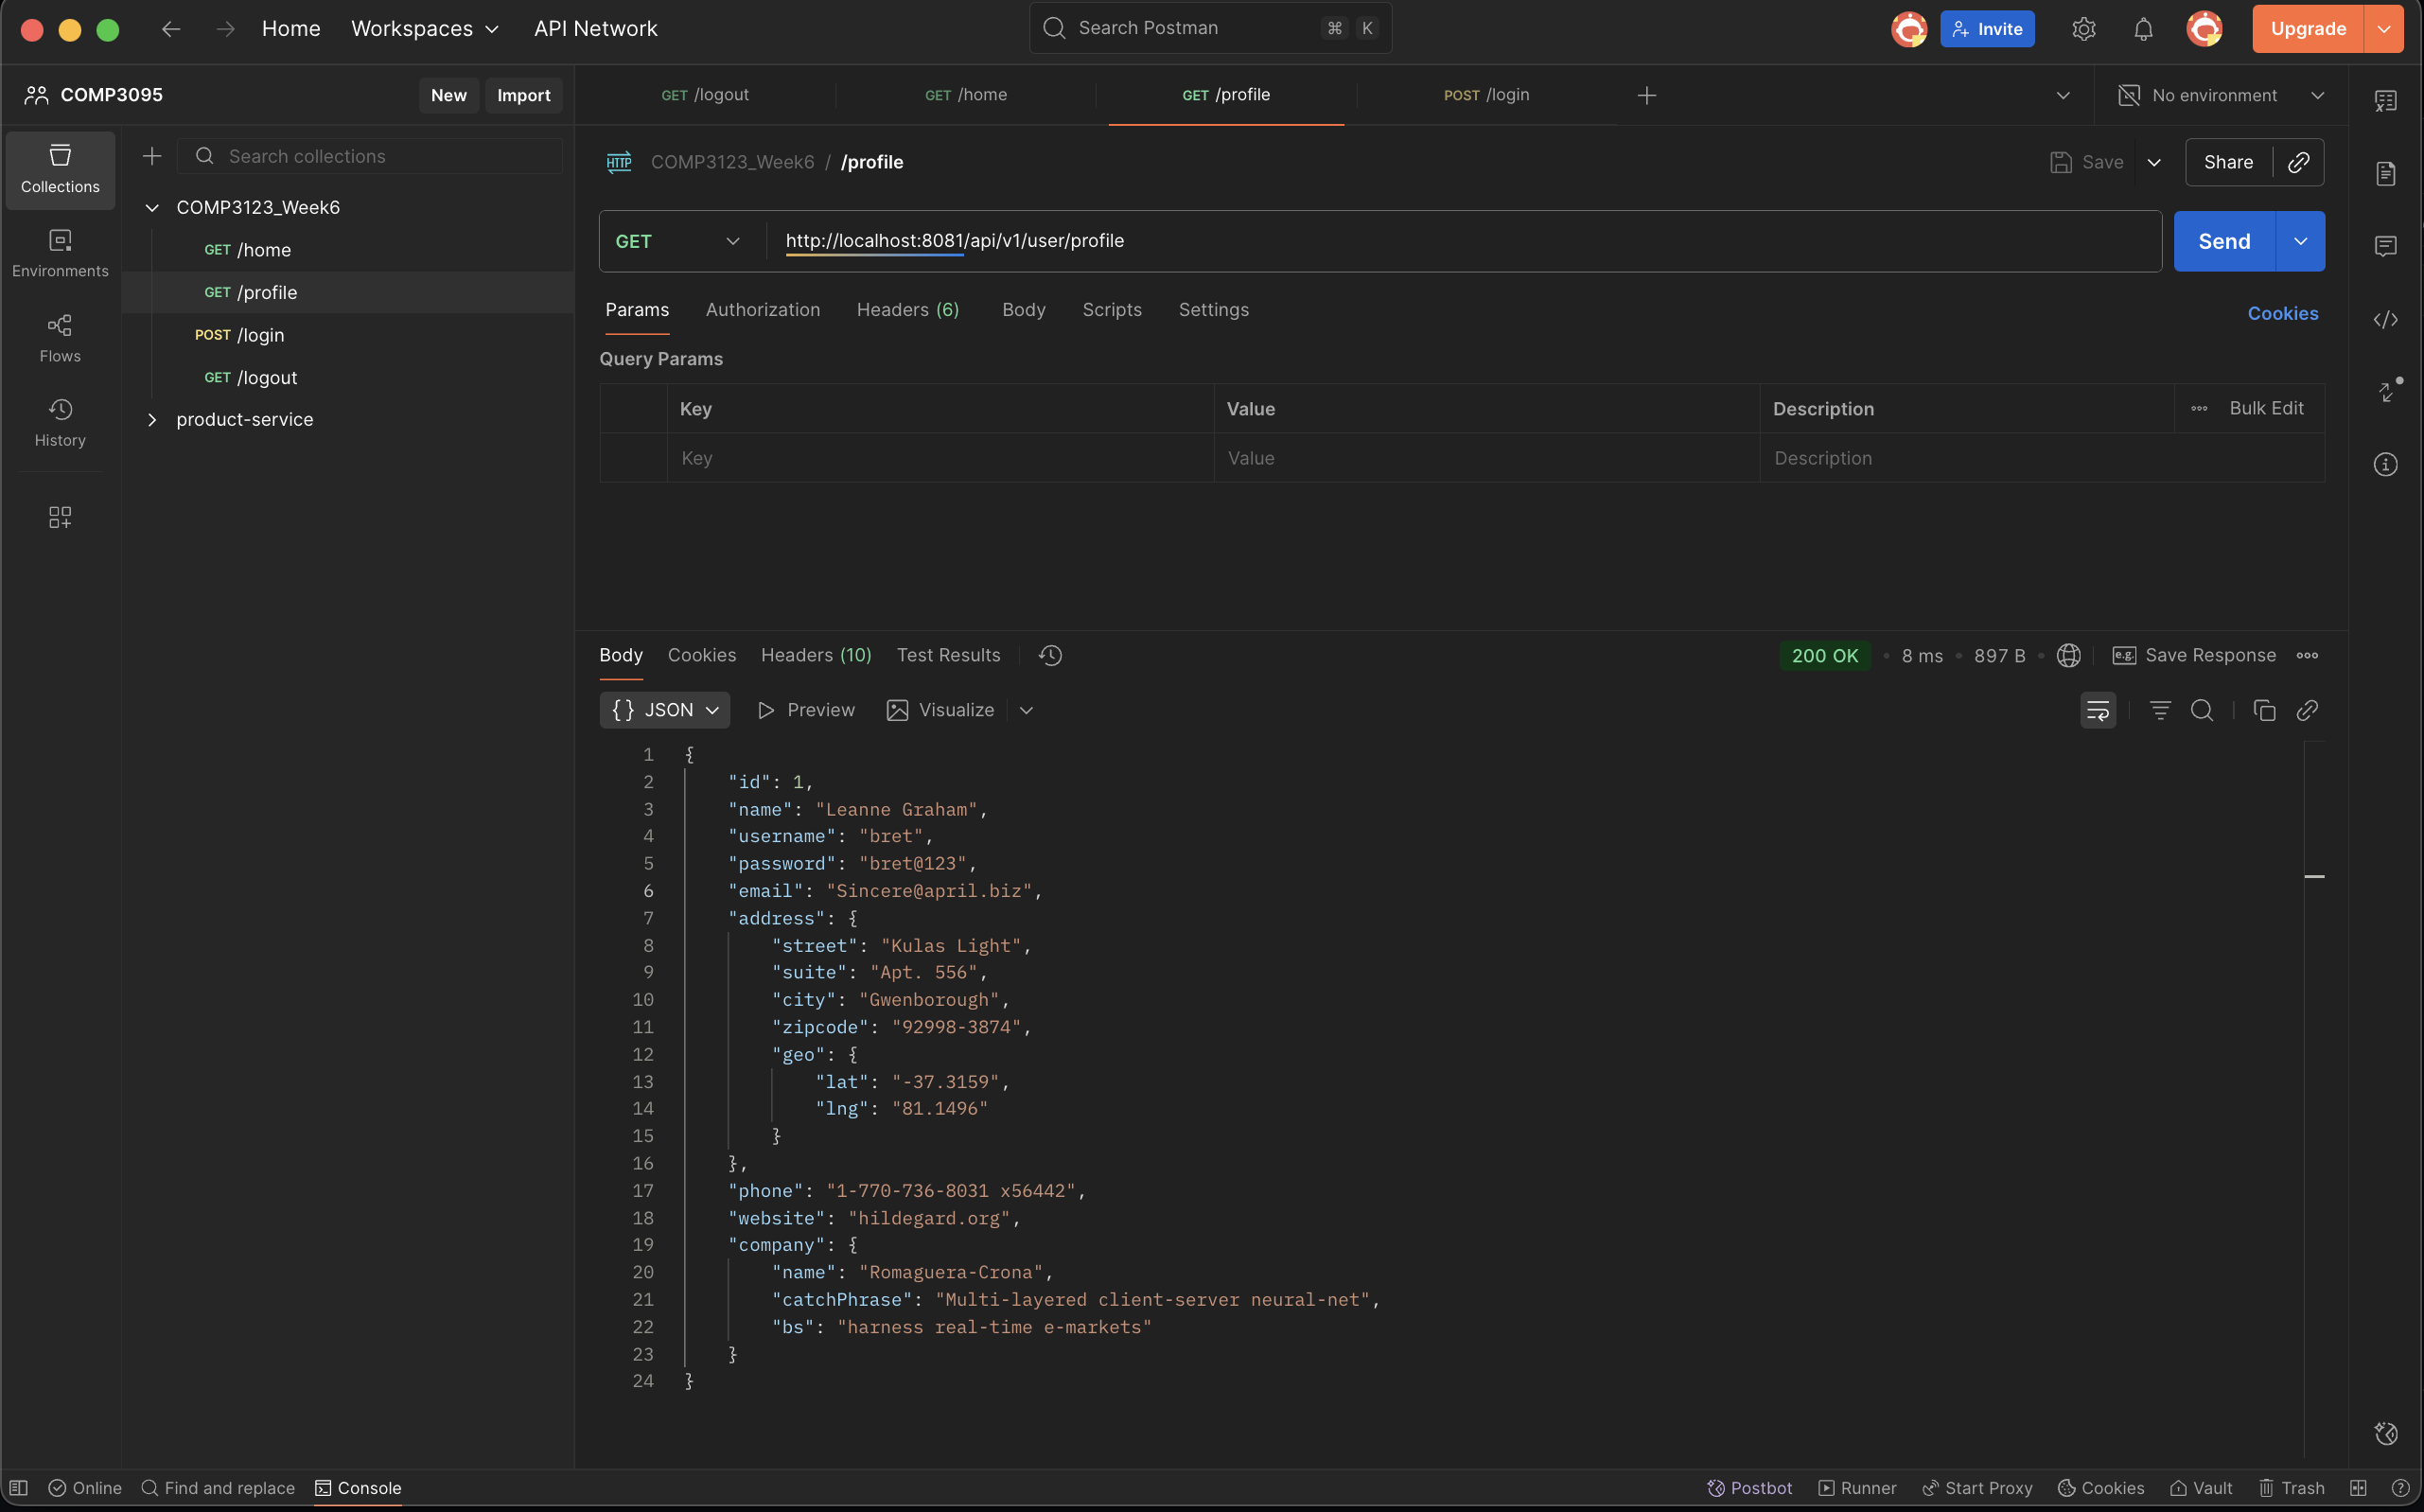 Home Workspaces API Network Search Postman ⌘ K Invite Upgrade
COMP3095 New Import
GET /logout GET /home GET /profile POST /login No environment
Collections
Environments
Flows
History
Search collections
COMP3123_Week6
GET /home
GET /profile
POST /login
GET /logout
product-service
HTTP COMP3123_Week6 / /profile Save Share
GET http://localhost:8081/api/v1/user/profile Send
Params Authorization Headers (6) Body Scripts Settings Cookies
Query Params
Key Value Description Bulk Edit
Key Value Description
Body Cookies Headers (10) Test Results 200 OK • 8 ms • 897 B • e.g. Save Response
{} JSON Preview Visualize
1 {
2 "id": 1,
3 "name": "Leanne Graham",
4 "username": "bret",
5 "password": "bret@123",
6 "email": "Sincere@april.biz",
7 "address": {
8 "street": "Kulas Light",
9 "suite": "Apt. 556",
10 "city": "Gwenborough",
11 "zipcode": "92998-3874",
12 "geo": {
13 "lat": "-37.3159",
14 "lng": "81.1496"
15 }
16 },
17 "phone": "1-770-736-8031 x56442",
18 "website": "hildegard.org",
19 "company": {
20 "name": "Romaguera-Crona",
21 "catchPhrase": "Multi-layered client-server neural-net",
22 "bs": "harness real-time e-markets"
23 }
24 }
Online Find and replace Console Postbot Runner Start Proxy Cookies Vault Trash